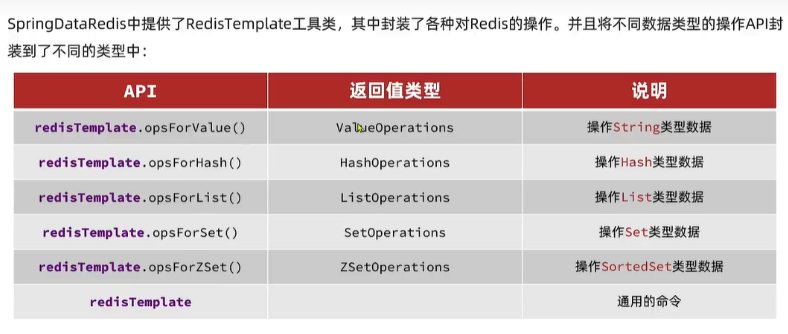 SpringDataRedis中提供了RedisTemplate工具类，其中封装了各种对Redis的操作。并且将不同数据类型的操作API封
装到了不同的类型中：
API 返回值类型 说明
redisTemplate.opsForValue() ValueOperations 操作String类型数据
redisTemplate.opsForHash() HashOperations 操作Hash类型数据
redisTemplate.opsForList() ListOperations 操作List类型数据
redisTemplate.opsForSet() SetOperations 操作Set类型数据
redisTemplate.opsForZSet() ZSetOperations 操作SortedSet类型数据
redisTemplate 通用的命令